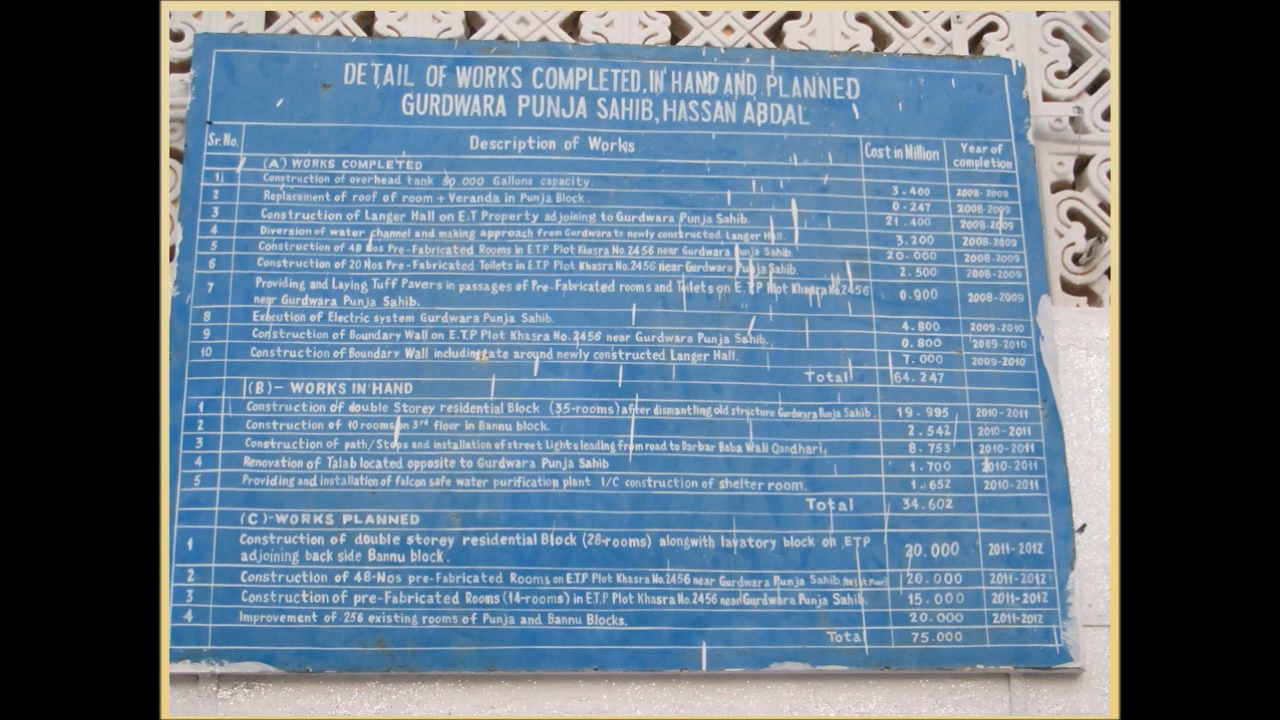 DETAIL OF WORKS COMPLETED, IN HAND AND PLANNED
GURDWARA PUNJA SAHIB, HASSAN ABDAL
Sr. No. Description of Works Cost in Million Year of completion
(A) WORKS COMPLETED
1 Construction of overhead tank 000 Gallons capacity. 3.400 2008-2009
2 Replacement of roof of room + Veranda in Punja Block. 0.247 2008-2009
3 Construction of Langer Hall on E.T Property adjoining to Gurdwara Punja Sahib. 21.400 2008-2009
4 Diversion of water channel and making approach from Gurdwara to newly constructed Langer Hall. 3.200 2008-2009
5 Construction of 48 Nos Pre-Fabricated Rooms in E.T.P Plot Khasra No.2456 near Gurdwara Punja Sahib. 20.000 2008-2009
6 Construction of 20 Nos Pre-Fabricated Toilets in E.T.P Plot Khasra No.2456 near Gurdwara Punja Sahib. 2.500 2008-2009
7 Providing and Laying Tuff Pavers in passages of Pre-Fabricated rooms and Toilets on E.T.P Plot Khasra No.2456
near Gurdwara Punja Sahib. 0.900 2008-2009
8 Execution of Electric system Gurdwara Punja Sahib. 4.800 2009-2010
9 Construction of Boundary Wall on E.T.P Plot Khasra No.2456 near Gurdwara Punja Sahib. 0.800 2009-2010
10 Construction of Boundary Wall including gate around newly constructed Langer Hall. 7.000 2009-2010
Total 64.247
(B)- WORKS IN HAND
1 Construction of double Storey residential Block (35-rooms) after dismantling old structure Gurdwara Punja Sahib. 19.995 2010-2011
2 Construction of 10 rooms on 3rd floor in Bannu block. 2.542 2010-2011
3 Construction of path/Steps and installation of street lights leading from road to Darbar Baba Wali Qandhari. 8.753 2010-2011
4 Renovation of Talab located opposite to Gurdwara Punja Sahib 1.700 2010-2011
5 Providing and installation of falcon safe water purification plant I/C construction of shelter room. 1.652 2010-2011
Total 34.602
(C)-WORKS PLANNED
1 Construction of double storey residential Block (28-rooms) alongwith lavatory block on ETP
adjoining back side Bannu block. 20.000 2011-2012
2 Construction of 48-Nos pre-Fabricated Rooms on E.T.P Plot Khasra No.2456 near Gurdwara Punja Sahib 20.000 2011-2012
3 Construction of pre-Fabricated Rooms (14-rooms) in E.T.P Plot Khasra No.2456 near Gurdwara Punja Sahib. 15.000 2011-2012
4 Improvement of 256 existing rooms of Punja and Bannu Blocks. 20.000 2011-2012
Total 75.000